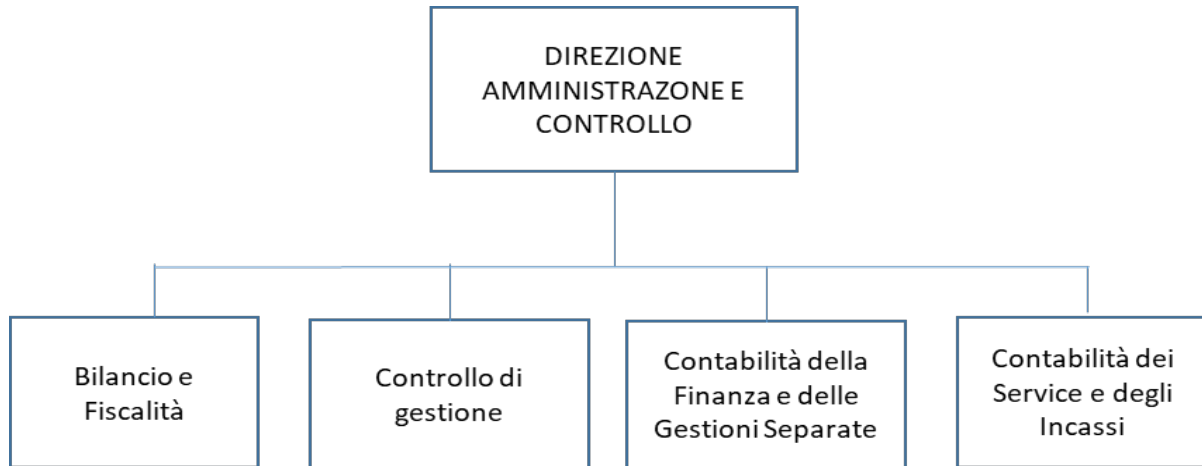 DIREZIONE
AMMINISTRAZONE E
CONTROLLO
Bilancio e
Fiscalità
Controllo di
gestione
Contabilità della
Finanza e delle
Gestioni Separate
Contabilità dei
Service e degli
Incassi